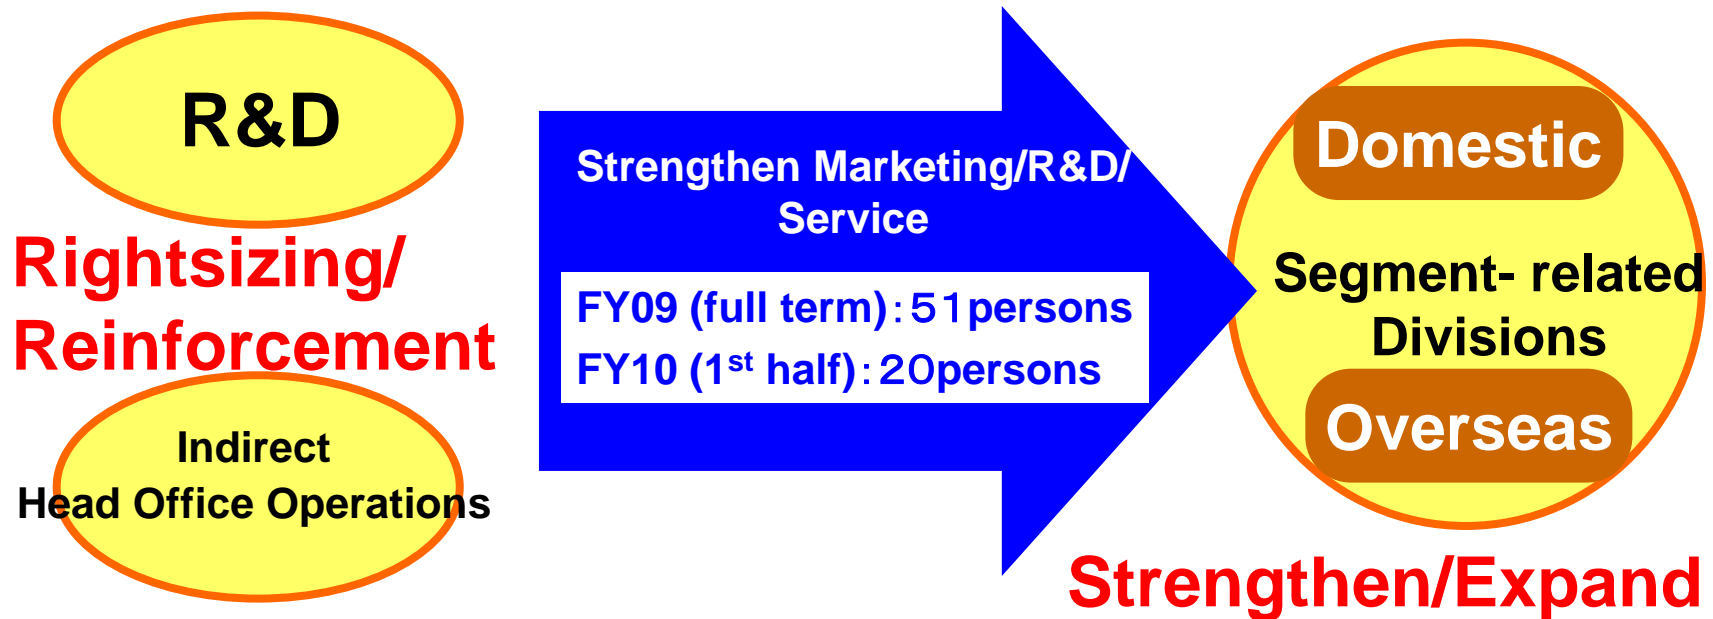 R&D
Rightsizing/
Reinforcement
Indirect
Head Office Operations
Strengthen Marketing/R&D/
Service
FY09 (full term):51persons
FY10 (1st half):20persons
Domestic
Segment- related
Divisions
Overseas
Strengthen/Expand